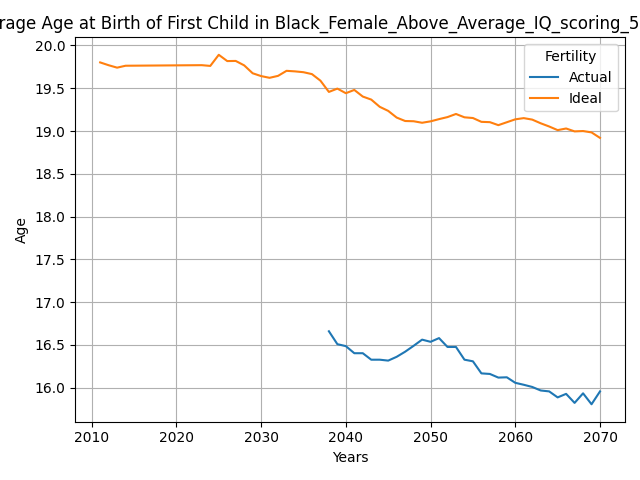 rage Age at Birth of First Child in Black_Female_Above_Average_IQ_scoring_5
20.0
19.5
19.0
18.5
18.0
17.5
17.0
16.5
16.0
Age
Fertility
Actual
Ideal
2010 2020 2030 2040 2050 2060 2070
Years